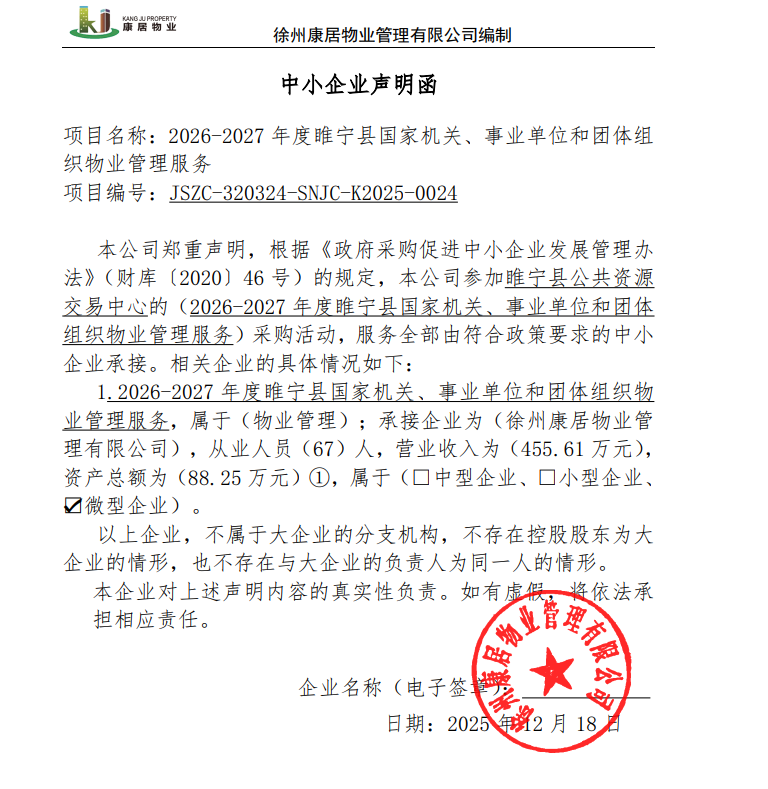 KANG JU PROPERTY
康居物业
徐州康居物业管理有限公司编制
中小企业声明函
项目名称：2026-2027 年度睢宁县国家机关、事业单位和团体组
织物业管理服务
项目编号：JSZC-320324-SNJC-K2025-0024
本公司郑重声明，根据《政府采购促进中小企业发展管理办
法》（财库〔2020〕46 号）的规定，本公司参加睢宁县公共资源
交易中心的（2026-2027 年度睢宁县国家机关、事业单位和团体
组织物业管理服务）采购活动，服务全部由符合政策要求的中小
企业承接。相关企业的具体情况如下：
1.2026-2027 年度睢宁县国家机关、事业单位和团体组织物
业管理服务，属于（物业管理）；承接企业为（徐州康居物业管
理有限公司），从业人员（67）人，营业收入为（455.61 万元），
资产总额为（88.25 万元）①，属于（□中型企业、□小型企业、
☑微型企业）。
以上企业，不属于大企业的分支机构，不存在控股股东为大
企业的情形，也不存在与大企业的负责人为同一人的情形。
本企业对上述声明内容的真实性负责。如有虚假，将依法承
担相应责任。
企业名称（电子签章）：
日期：2025 年 12 月 18 日
徐州康居物业管理有限公司